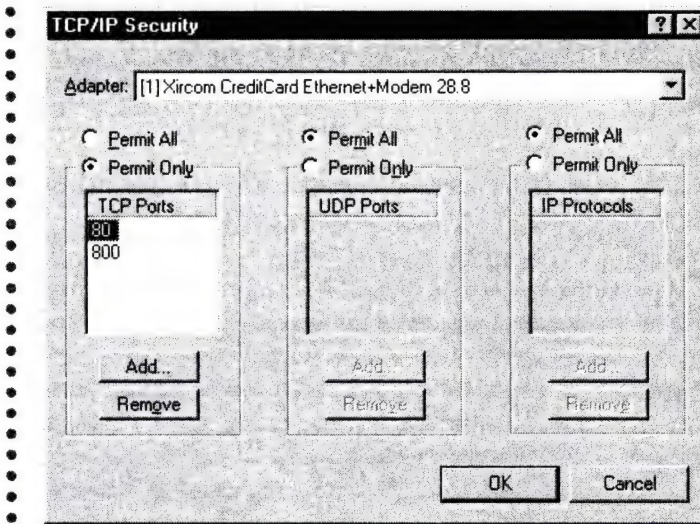 TCP/IP Security
Adapter: [1] Xircom CreditCard Ethernet+Modem 28.8
Permit All
Permit Only
TCP Ports
80
800
Add...
Remove
Permit All
Permit Only
UDP Ports
Add...
Remove
Permit All
Permit Only
IP Protocols
Add...
Remove
OK
Cancel